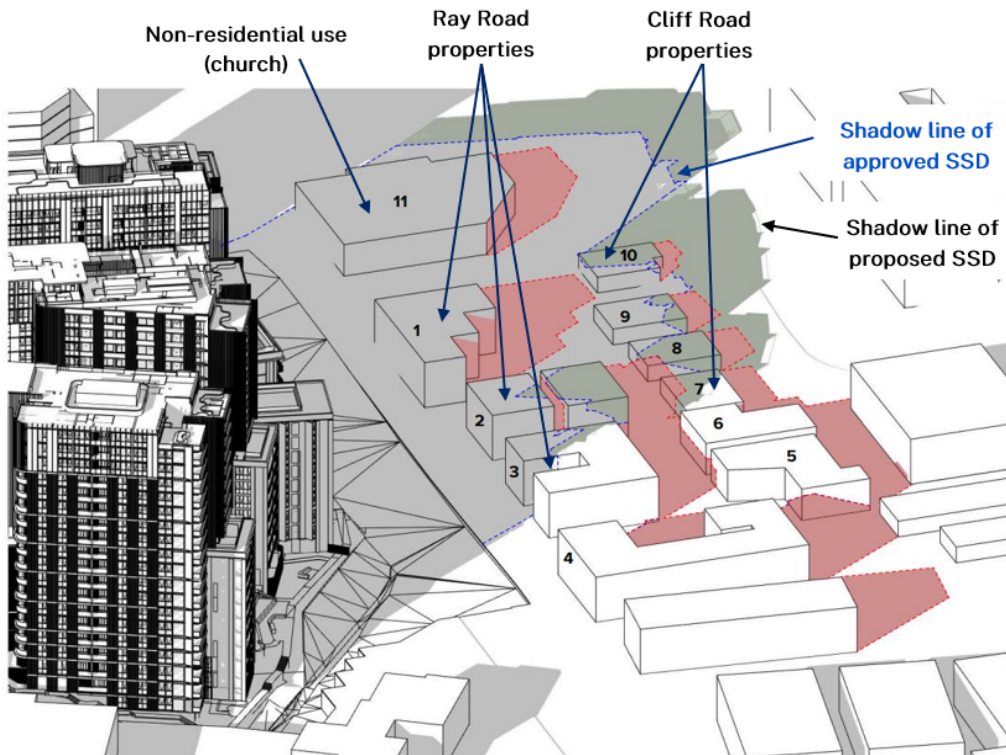 Ray Road
properties
Cliff Road
properties
Non-residential use
(church)
Shadow line of
approved SSD
Shadow line of
proposed SSD
11
10
1
9
8
7
2
6
5
3
4